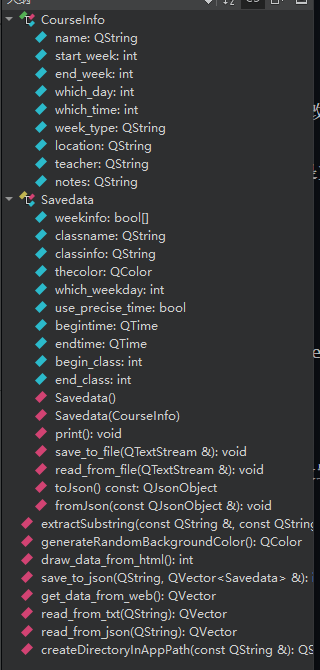 CourseInfo
name: QString
start_week: int
end_week: int
which_day: int
which_time: int
week_type: QString
location: QString
teacher: QString
notes: QString
Savedata
weekinfo: bool[]
classname: QString
classinfo: QString
thecolor: QColor
which_weekday: int
use_precise_time: bool
begintime: QTime
endtime: QTime
begin_class: int
end_class: int
Savedata()
Savedata(CourseInfo)
print(): void
save_to_file(QTextStream &): void
read_from_file(QTextStream &): void
toJson() const: QJsonObject
fromJson(const QJsonObject &): void
extractSubstring(const QString &, const QString
generateRandomBackgroundColor(): QColor
draw_data_from_html(): int
save_to_json(QString, QVector<Savedata> &):
get_data_from_web(): QVector
read_from_txt(QString): QVector
read_from_json(QString): QVector
createDirectoryInAppPath(const QString &): QS